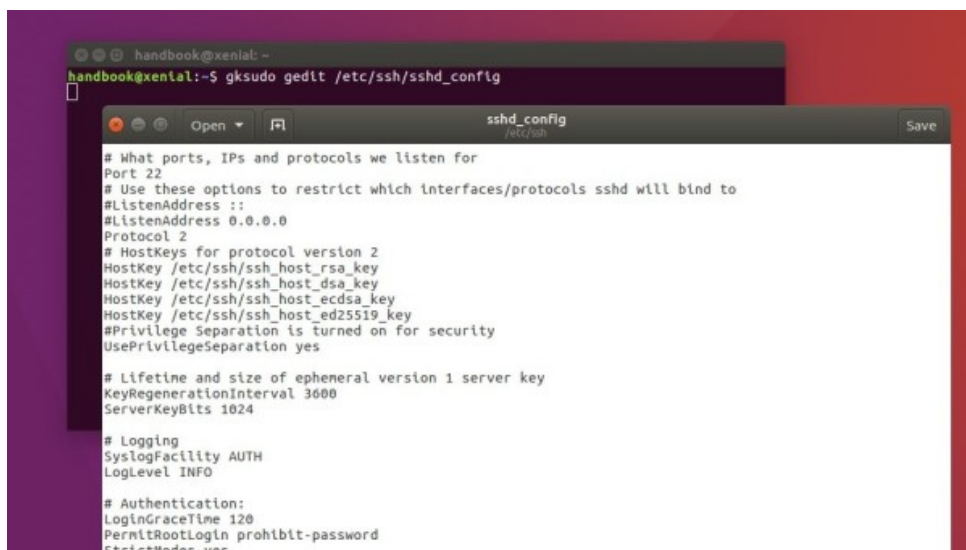 handbook@xenial: ~
handbook@xenial:~$ gksudo gedit /etc/ssh/sshd_config
Open
sshd_config
/etc/ssh
Save
# What ports, IPs and protocols we listen for
Port 22
# Use these options to restrict which interfaces/protocols sshd will bind to
#ListenAddress ::
#ListenAddress 0.0.0.0
Protocol 2
# HostKeys for protocol version 2
HostKey /etc/ssh/ssh_host_rsa_key
HostKey /etc/ssh/ssh_host_dsa_key
HostKey /etc/ssh/ssh_host_ecdsa_key
HostKey /etc/ssh/ssh_host_ed25519_key
#Privilege Separation is turned on for security
UsePrivilegeSeparation yes
# Lifetime and size of ephemeral version 1 server key
KeyRegenerationInterval 3600
ServerKeyBits 1024
# Logging
SyslogFacility AUTH
LogLevel INFO
# Authentication:
LoginGraceTime 120
PermitRootLogin prohibit-password
StrictModes yes